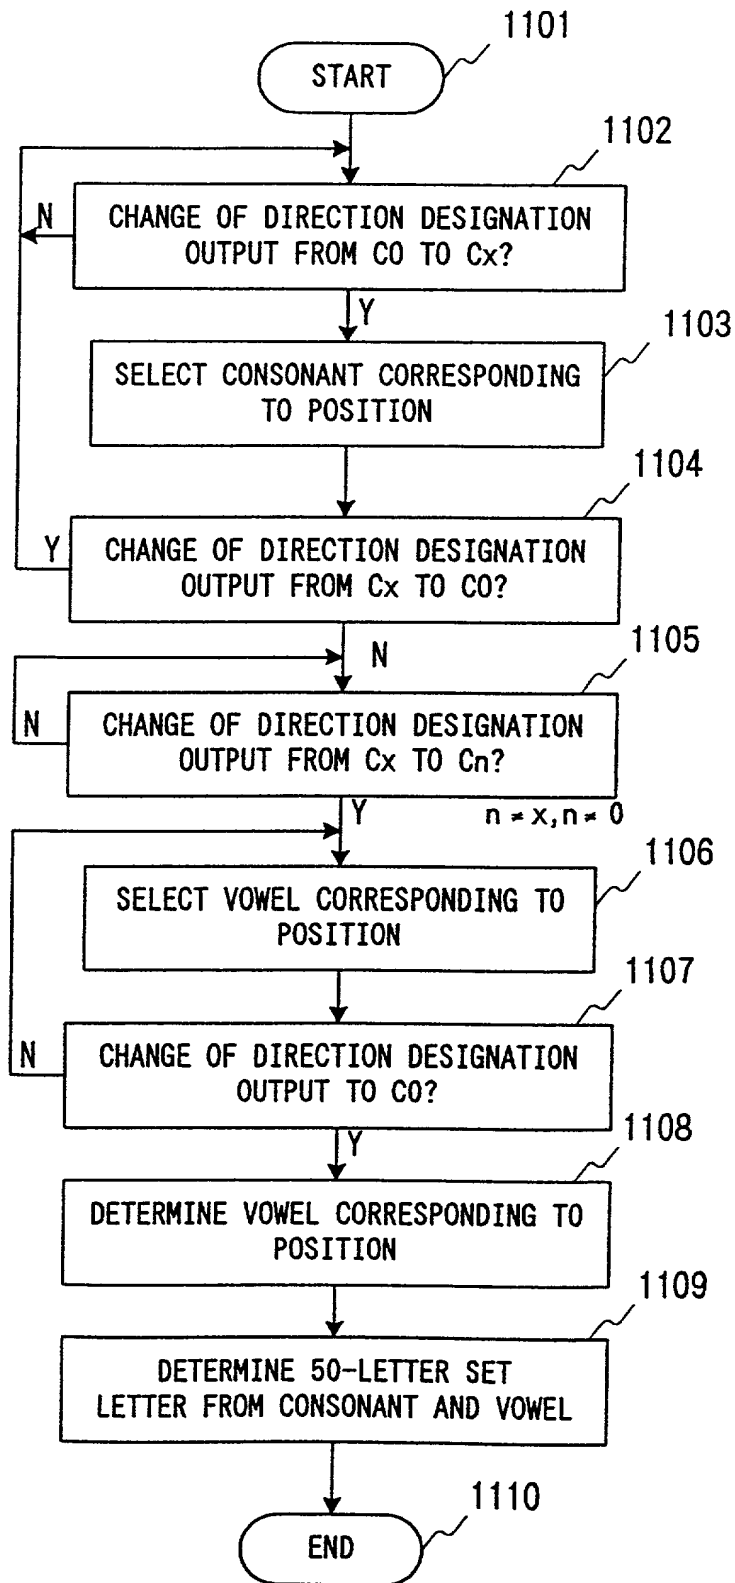 1101
START
1102
N
CHANGE OF DIRECTION DESIGNATION
OUTPUT FROM C0 TO Cx?
Y
1103
SELECT CONSONANT CORRESPONDING
TO POSITION
1104
Y
CHANGE OF DIRECTION DESIGNATION
OUTPUT FROM Cx TO C0?
N
1105
N
CHANGE OF DIRECTION DESIGNATION
OUTPUT FROM Cx TO Cn?
Y
n ≠ x, n ≠ 0
1106
SELECT VOWEL CORRESPONDING TO
POSITION
1107
N
CHANGE OF DIRECTION DESIGNATION
OUTPUT TO C0?
Y
1108
DETERMINE VOWEL CORRESPONDING TO
POSITION
1109
DETERMINE 50-LETTER SET
LETTER FROM CONSONANT AND VOWEL
1110
END